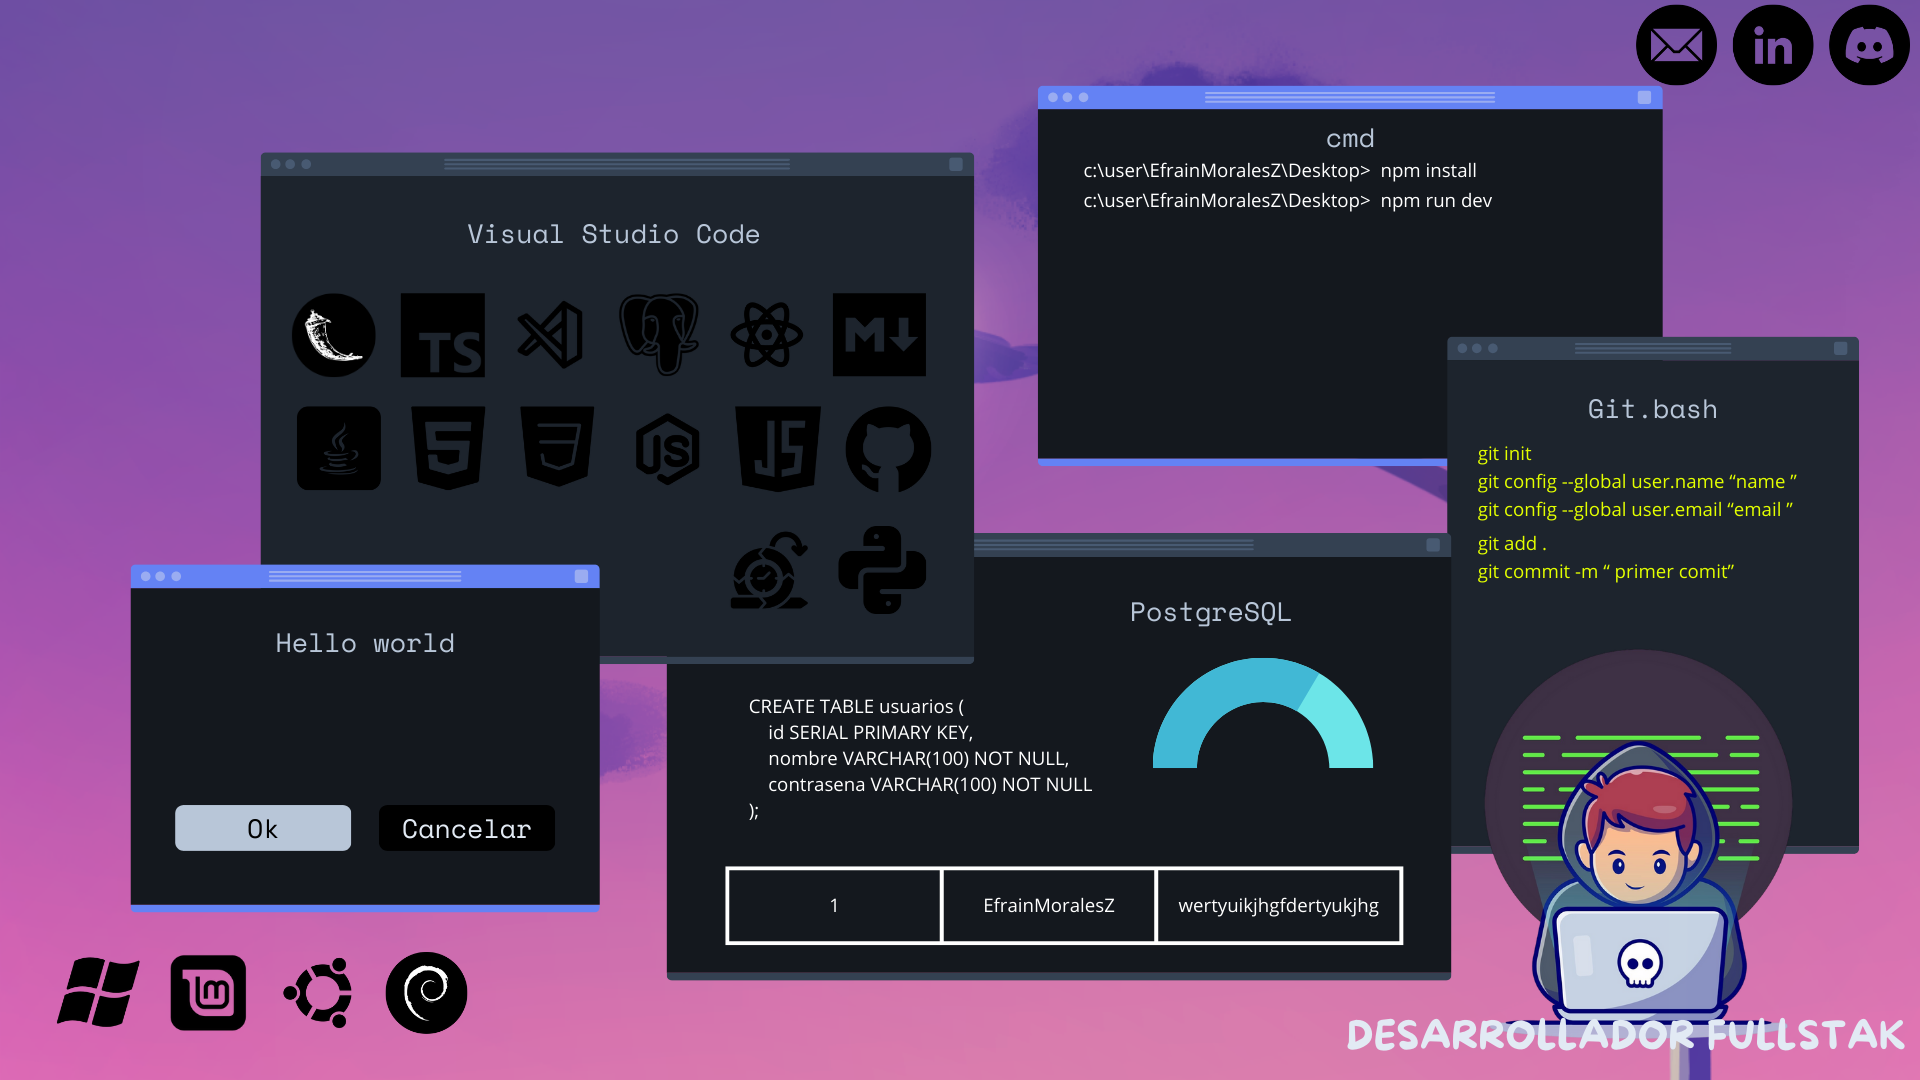 in
cmd
c:\user\EfrainMoralesZ\Desktop> npm install
c:\user\EfrainMoralesZ\Desktop> npm run dev
Visual Studio Code
TS
M
JS
JS
Git.bash
git init
git config --global user.name “name ”
git config --global user.email “email ”
git add .
git commit -m “ primer comit”
Hello world
Ok
Cancelar
PostgreSQL
CREATE TABLE usuarios (
id SERIAL PRIMARY KEY,
nombre VARCHAR(100) NOT NULL,
contrasena VARCHAR(100) NOT NULL
);
1
EfrainMoralesZ
wertyuikjhgfdertyukjhg
DESARROLLADOR FULLSTAK